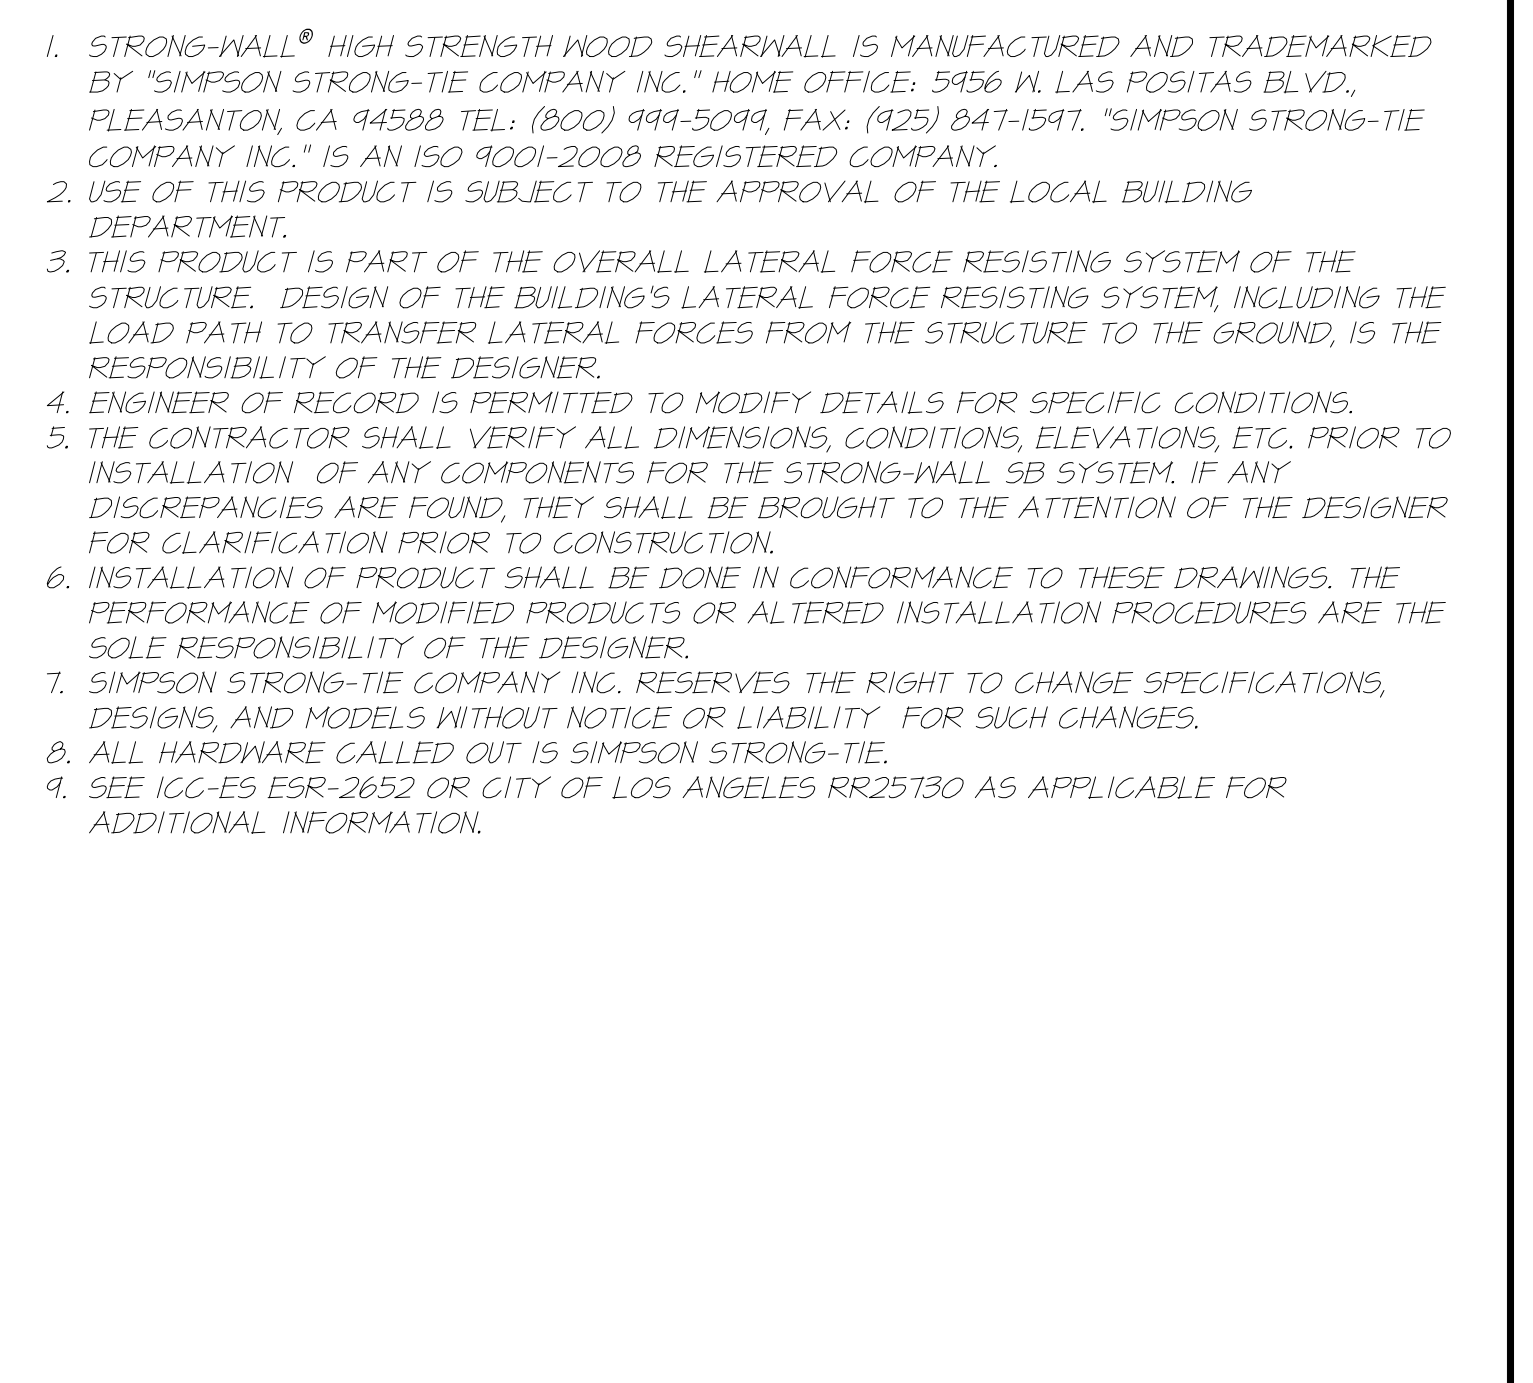 1. STRONG-WALL® HIGH STRENGTH WOOD SHEARWALL IS MANUFACTURED AND TRADEMARKED
BY "SIMPSON STRONG-TIE COMPANY INC." HOME OFFICE: 5956 W. LAS POSITAS BLVD.,
PLEASANTON, CA 94588 TEL: (800) 999-5099, FAX: (925) 847-1597. "SIMPSON STRONG-TIE
COMPANY INC." IS AN ISO 9001-2008 REGISTERED COMPANY.
2. USE OF THIS PRODUCT IS SUBJECT TO THE APPROVAL OF THE LOCAL BUILDING
DEPARTMENT.
3. THIS PRODUCT IS PART OF THE OVERALL LATERAL FORCE RESISTING SYSTEM OF THE
STRUCTURE. DESIGN OF THE BUILDING'S LATERAL FORCE RESISTING SYSTEM, INCLUDING THE
LOAD PATH TO TRANSFER LATERAL FORCES FROM THE STRUCTURE TO THE GROUND, IS THE
RESPONSIBILITY OF THE DESIGNER.
4. ENGINEER OF RECORD IS PERMITTED TO MODIFY DETAILS FOR SPECIFIC CONDITIONS.
5. THE CONTRACTOR SHALL VERIFY ALL DIMENSIONS, CONDITIONS, ELEVATIONS, ETC. PRIOR TO
INSTALLATION OF ANY COMPONENTS FOR THE STRONG-WALL SB SYSTEM. IF ANY
DISCREPANCIES ARE FOUND, THEY SHALL BE BROUGHT TO THE ATTENTION OF THE DESIGNER
FOR CLARIFICATION PRIOR TO CONSTRUCTION.
6. INSTALLATION OF PRODUCT SHALL BE DONE IN CONFORMANCE TO THESE DRAWINGS. THE
PERFORMANCE OF MODIFIED PRODUCTS OR ALTERED INSTALLATION PROCEDURES ARE THE
SOLE RESPONSIBILITY OF THE DESIGNER.
7. SIMPSON STRONG-TIE COMPANY INC. RESERVES THE RIGHT TO CHANGE SPECIFICATIONS,
DESIGNS, AND MODELS WITHOUT NOTICE OR LIABILITY FOR SUCH CHANGES.
8. ALL HARDWARE CALLED OUT IS SIMPSON STRONG-TIE.
9. SEE ICC-ES ESR-2652 OR CITY OF LOS ANGELES RR25730 AS APPLICABLE FOR
ADDITIONAL INFORMATION.